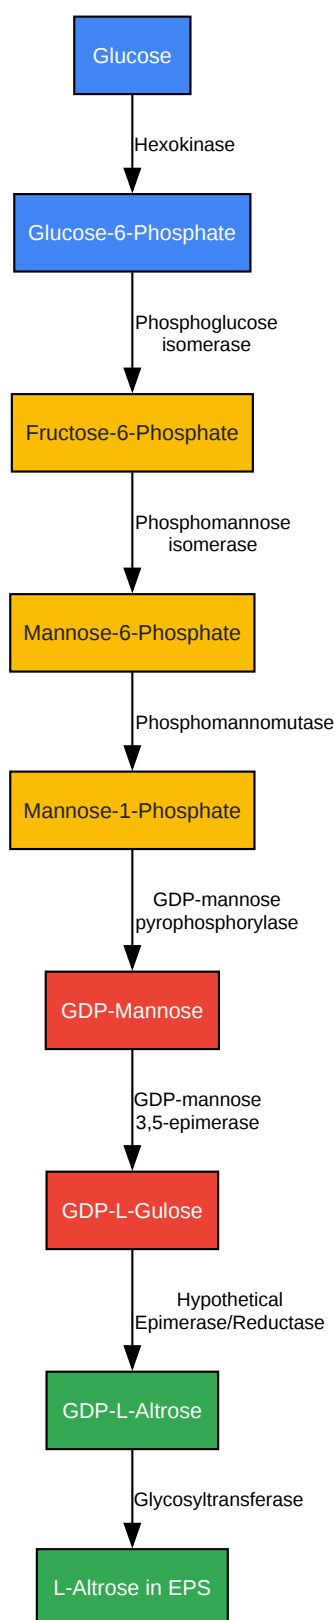 Glucose
Hexokinase
Glucose-6-Phosphate
Phosphoglucose
isomerase
Fructose-6-Phosphate
Phosphomannose
isomerase
Mannose-6-Phosphate
Phosphomannomutase
Mannose-1-Phosphate
GDP-mannose
pyrophosphorylase
GDP-Mannose
GDP-mannose
3,5-epimerase
GDP-L-Gulose
Hypothetical
Epimerase/Reductase
GDP-L-Altrose
Glycosyltransferase
L-Altrose in EPS